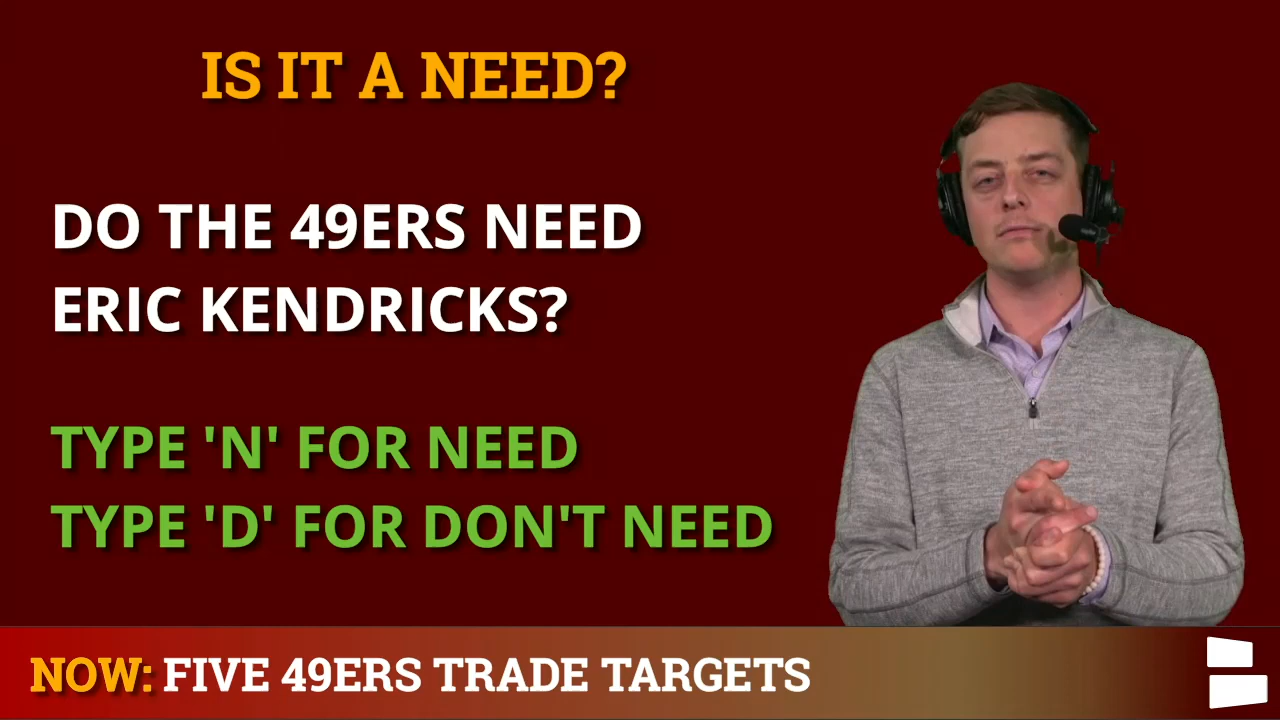 IS IT A NEED?
DO THE 49ERS NEED
ERIC KENDRICKS?
TYPE 'N' FOR NEED
TYPE 'D' FOR DON'T NEED
NOW: FIVE 49ERS TRADE TARGETS